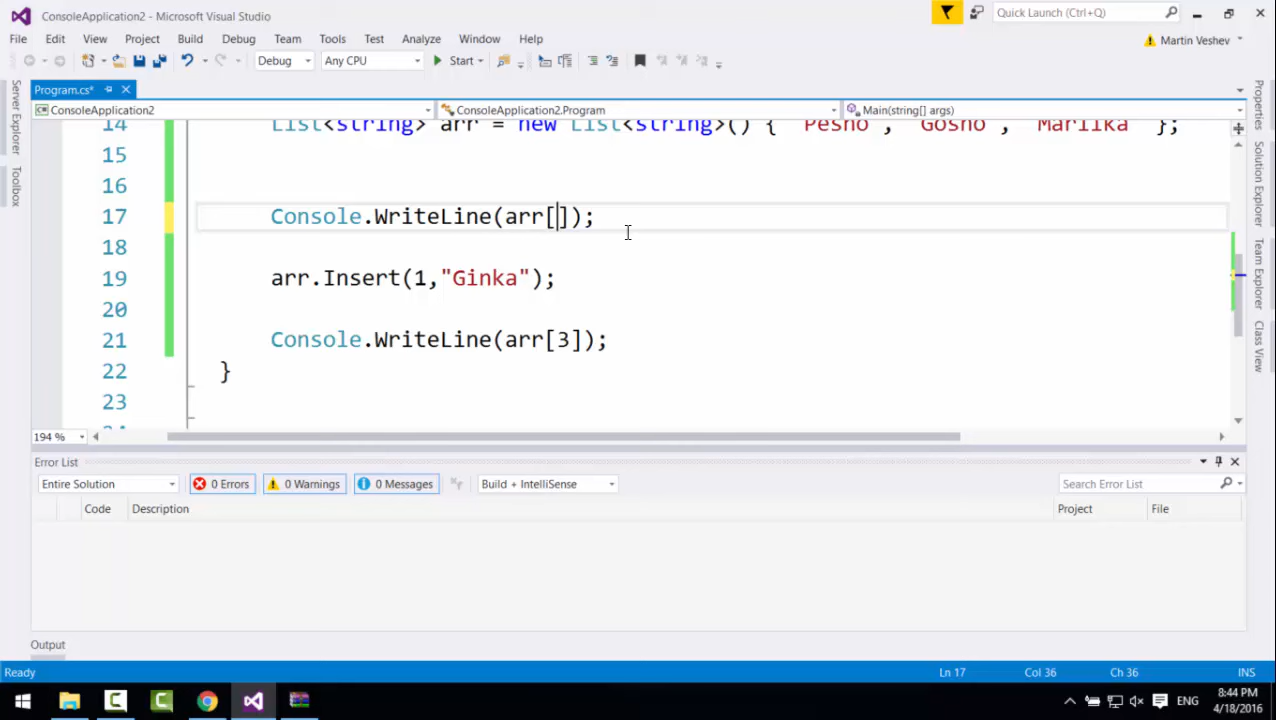 ConsoleApplication2 - Microsoft Visual Studio
Quick Launch (Ctrl+Q)
File Edit View Project Build Debug Team Tools Test Analyze Window Help
Martin Veshev
Debug Any CPU Start
Program.cs*
ConsoleApplication2 ConsoleApplication2.Program Main(string[] args)
14 List<string> arr = new List<string>() { "Pesho", "Gosho", "Mariika" };
15
16
17 Console.WriteLine(arr[]);
18
19 arr.Insert(1,"Ginka");
20
21 Console.WriteLine(arr[3]);
22 }
23
194 %
Server Explorer
Toolbox
Properties
Solution Explorer
Team Explorer
Class View
Error List
Entire Solution 0 Errors 0 Warnings 0 Messages Build + IntelliSense Search Error List
Code Description Project File
Output
Ready Ln 17 Col 36 Ch 36 INS
ENG
8:44 PM
4/18/2016